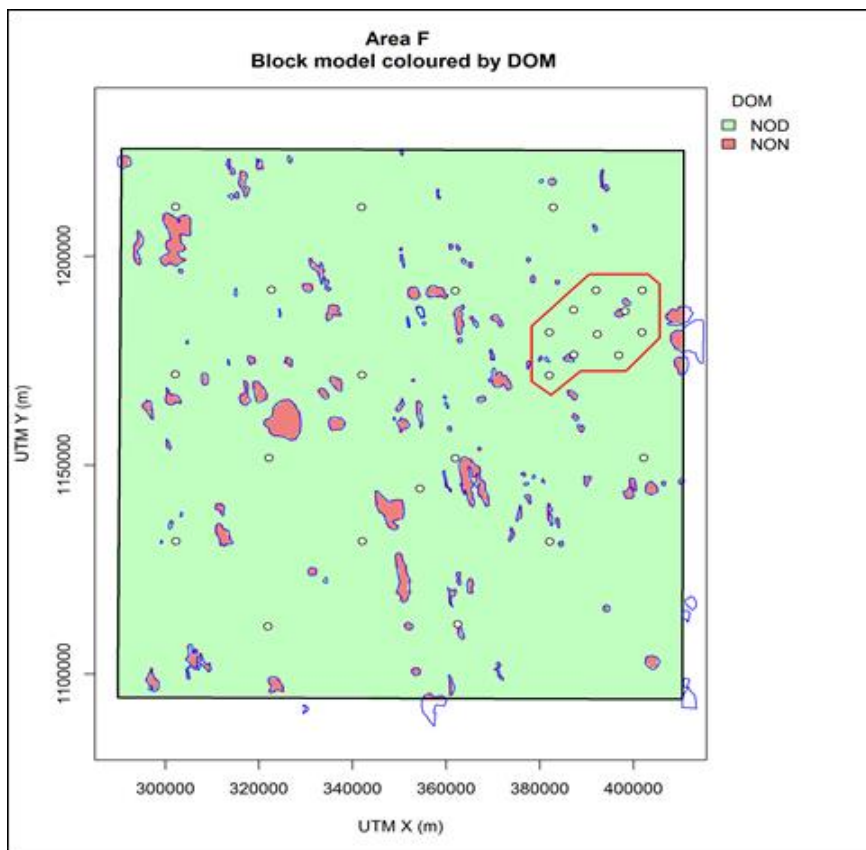 Area F
Block model coloured by DOM
DOM
NOD
NON
UTM Y (m)
1200000
1150000
1100000
300000 320000 340000 360000 380000 400000
UTM X (m)